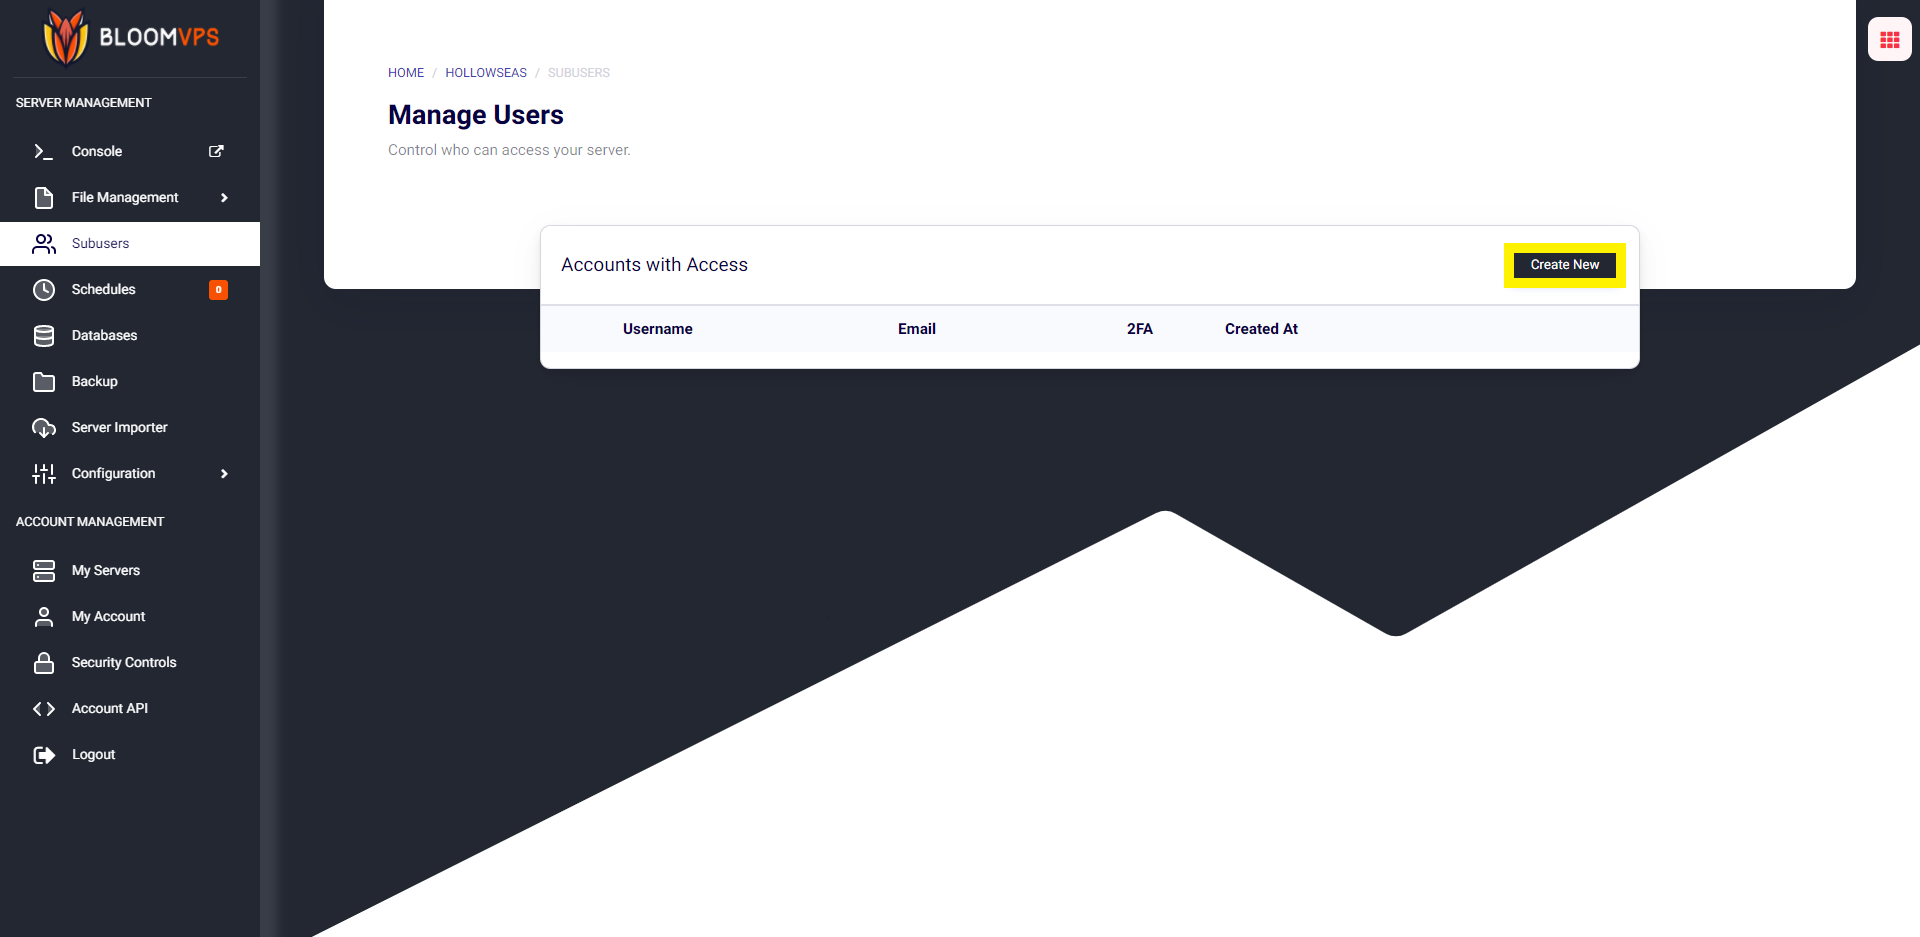 BLOOMVPS
SERVER MANAGEMENT
Console
File Management
Subusers
Schedules 0
Databases
Backup
Server Importer
Configuration
ACCOUNT MANAGEMENT
My Servers
My Account
Security Controls
Account API
Logout
HOME / HOLLOWSEAS / SUBUSERS
Manage Users
Control who can access your server.
Accounts with Access
Create New
Username Email 2FA Created At